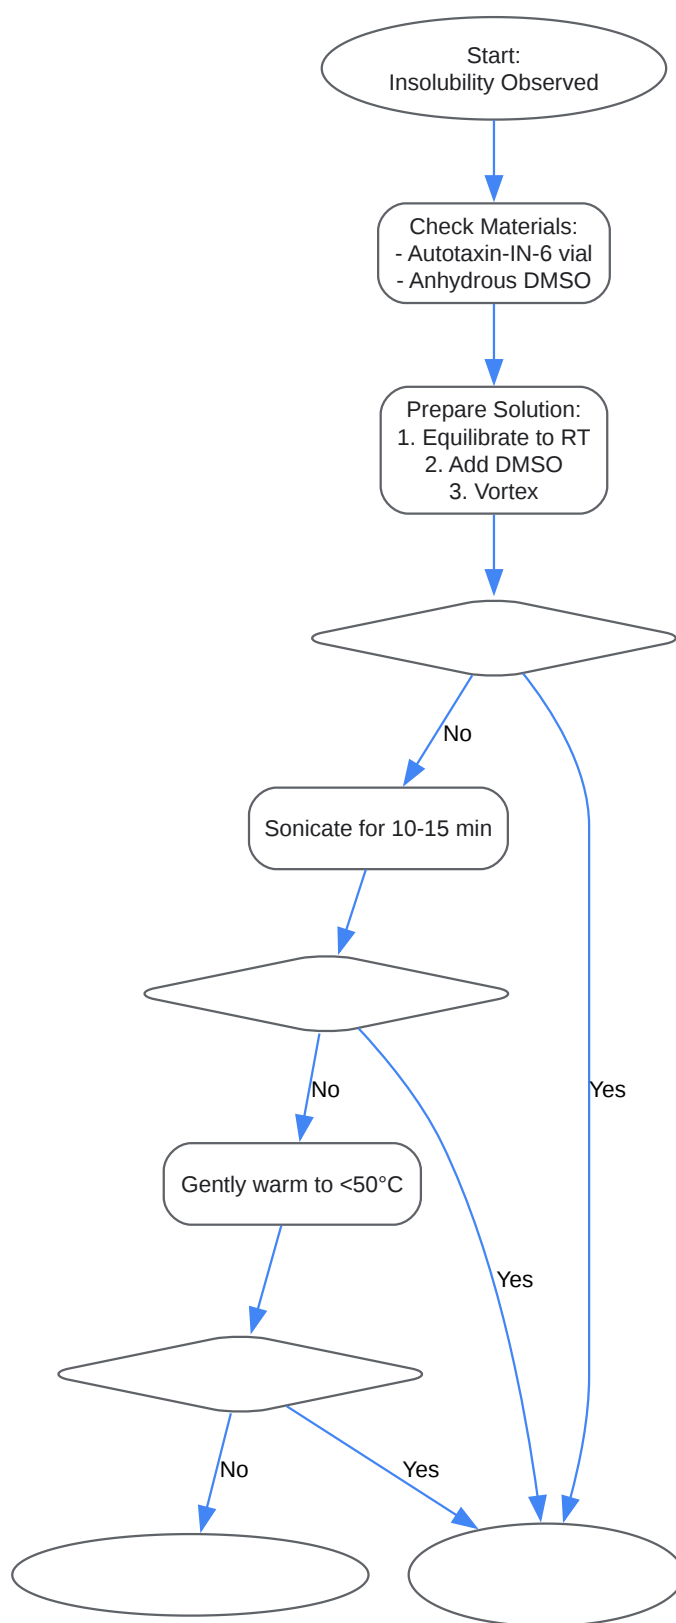 Start:
Insolubility Observed
Check Materials:
- Autotaxin-IN-6 vial
- Anhydrous DMSO
Prepare Solution:
1. Equilibrate to RT
2. Add DMSO
3. Vortex
No
Sonicate for 10-15 min
No
Yes
Gently warm to <50°C
Yes
No
Yes